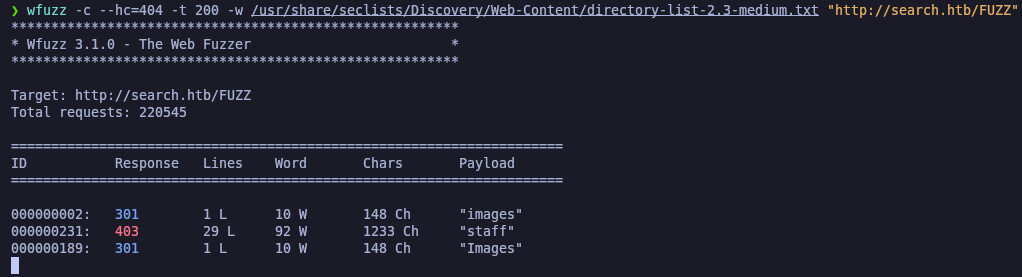 ❯ wfuzz -c --hc=404 -t 200 -w /usr/share/seclists/Discovery/Web-Content/directory-list-2.3-medium.txt "http://search.htb/FUZZ"
********************************************************
* Wfuzz 3.1.0 - The Web Fuzzer                         *
********************************************************

Target: http://search.htb/FUZZ
Total requests: 220545

=====================================================================
ID           Response   Lines    Word       Chars       Payload
=====================================================================

000000002:   301        1 L      10 W       148 Ch      "images"
000000231:   403        29 L     92 W       1233 Ch     "staff"
000000189:   301        1 L      10 W       148 Ch      "Images"